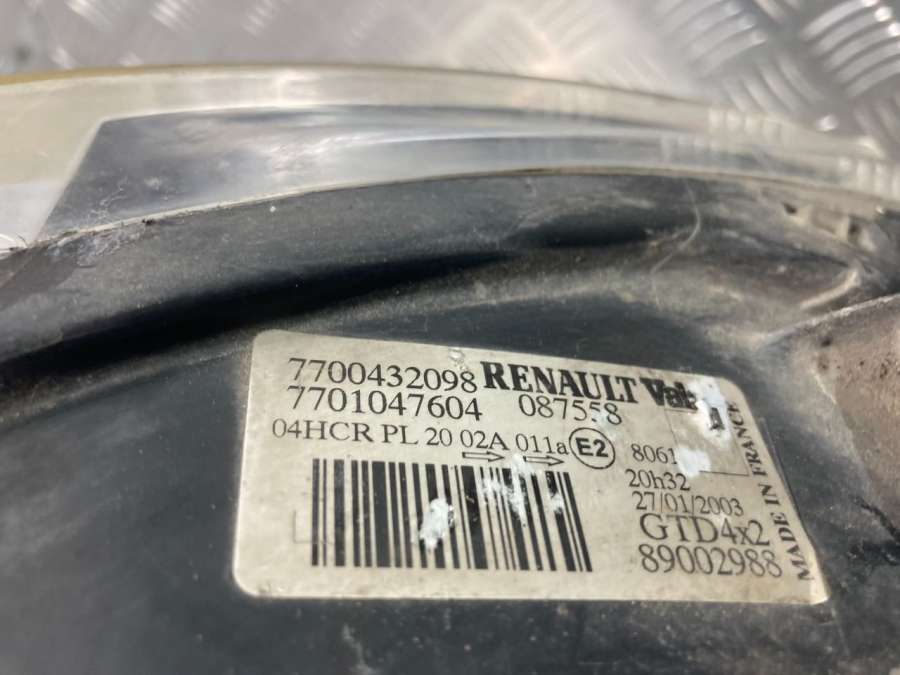 7700432098 RENAULT
7701047604 087558
04HCR PL 20 02A 011a E2
20h32
27/01/2003
GTD4x2
89002988
MADE IN FRANCE